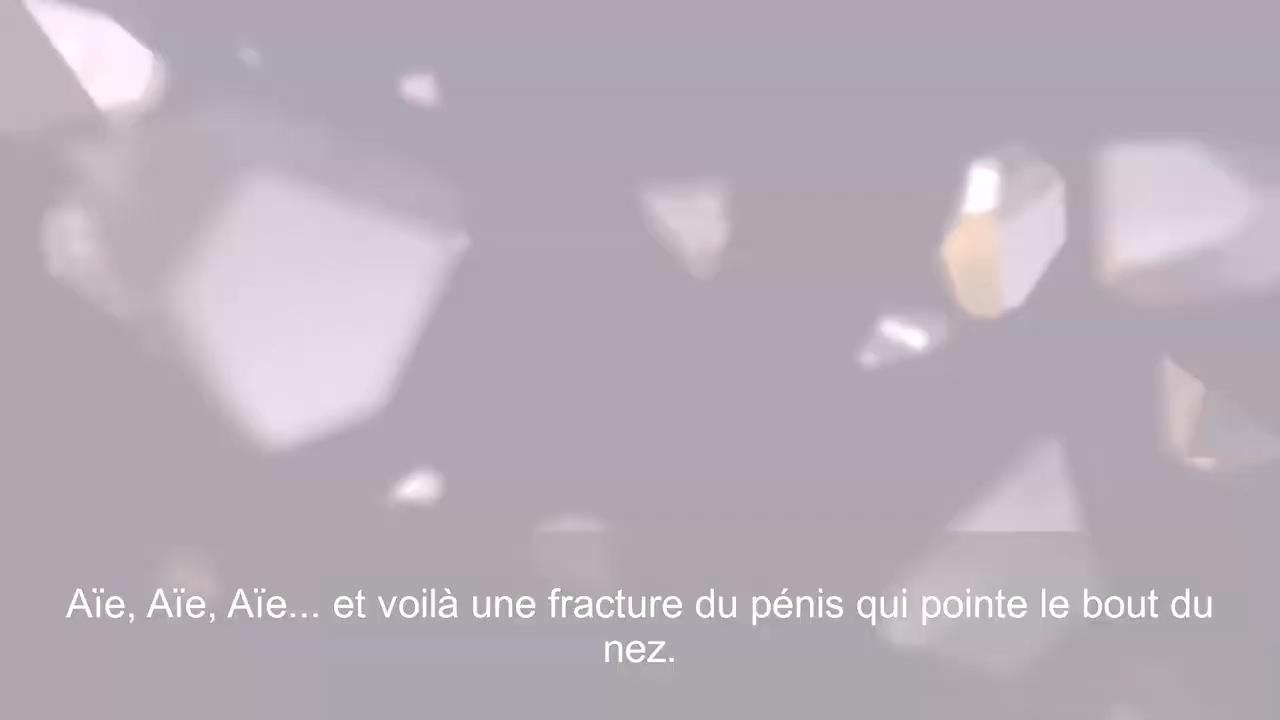 Aïe, Aïe, Aïe... et voilà une fracture du pénis qui pointe le bout du
nez.